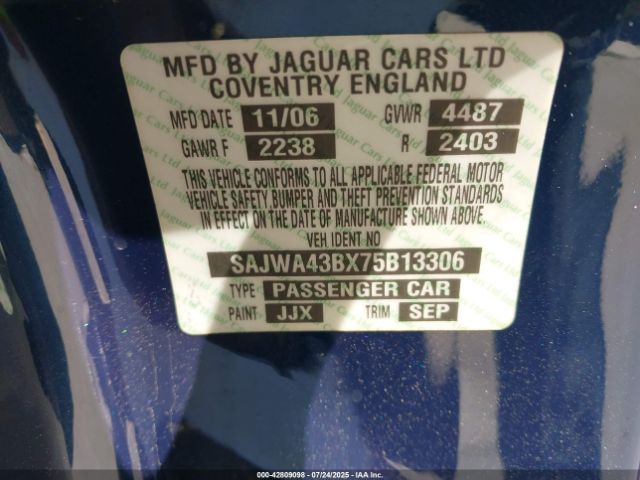 MFD BY JAGUAR CARS LTD
COVENTRY ENGLAND
MFD DATE 11/06 GVWR 4487
GAWR F 2238 R 2403
THIS VEHICLE CONFORMS TO ALL APPLICABLE FEDERAL MOTOR
VEHICLE SAFETY BUMPER AND THEFT PREVENTION STANDARDS
IN EFFECT ON THE DATE OF MANUFACTURE SHOWN ABOVE.
VEH IDENT NO
SAJWA43BX75B13306
TYPE PASSENGER CAR
PAINT JJX TRIM SEP
000-42809098 - 07/24/2025 - IAAI.com